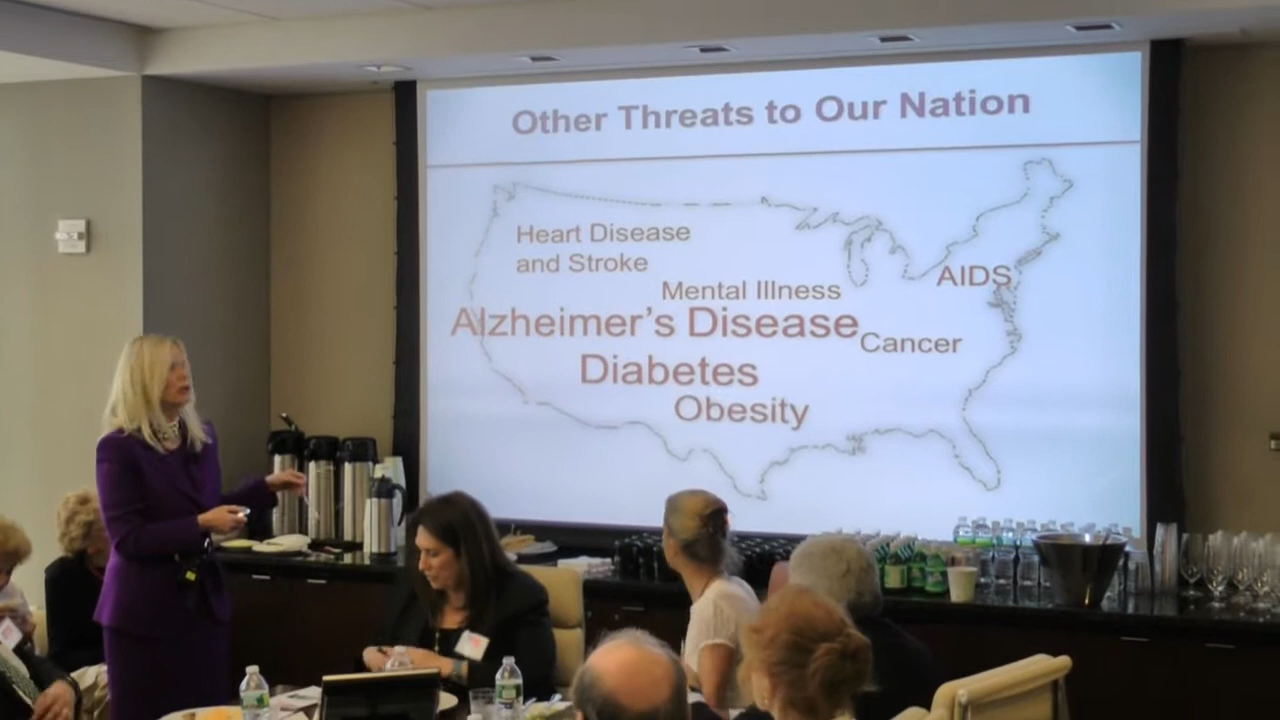 Other Threats to Our Nation
Heart Disease
and Stroke
AIDS
Mental Illness
Alzheimer's Disease
Cancer
Diabetes
Obesity